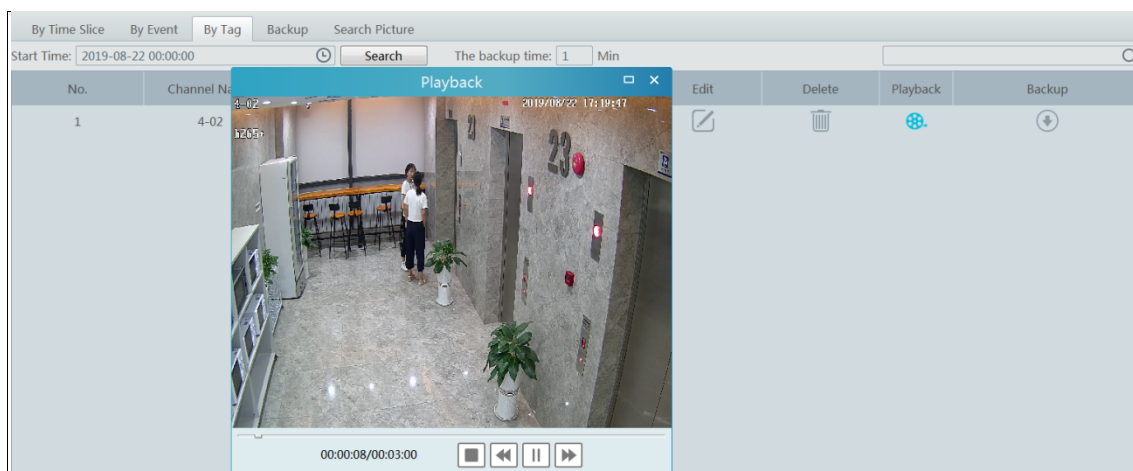 By Time Slice By Event By Tag Backup Search Picture
Start Time: 2019-08-22 00:00:00 Search The backup time: 1 Min
Playback
No. Channel Na Edit Delete Playback Backup
4-02 2019/08/22 17:19:47
1 4-02
h265+
21
23
00:00:08/00:03:00